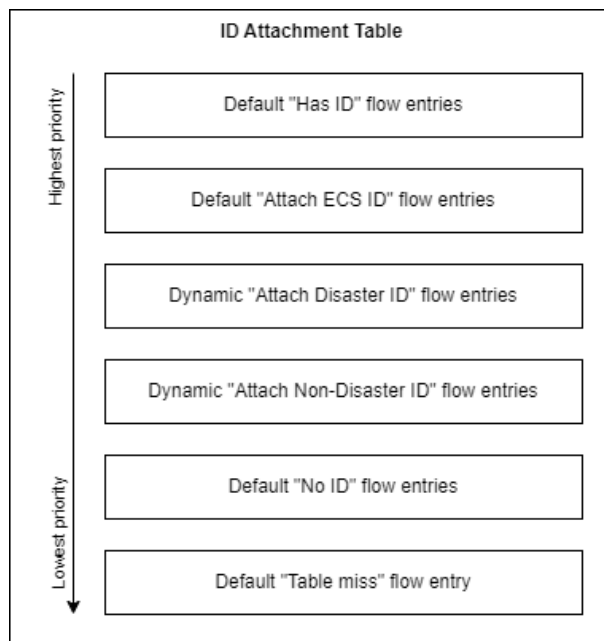 ID Attachment Table
Highest priority
Default "Has ID" flow entries
Default "Attach ECS ID" flow entries
Dynamic "Attach Disaster ID" flow entries
Dynamic "Attach Non-Disaster ID" flow entries
Default "No ID" flow entries
Lowest priority
Default "Table miss" flow entry